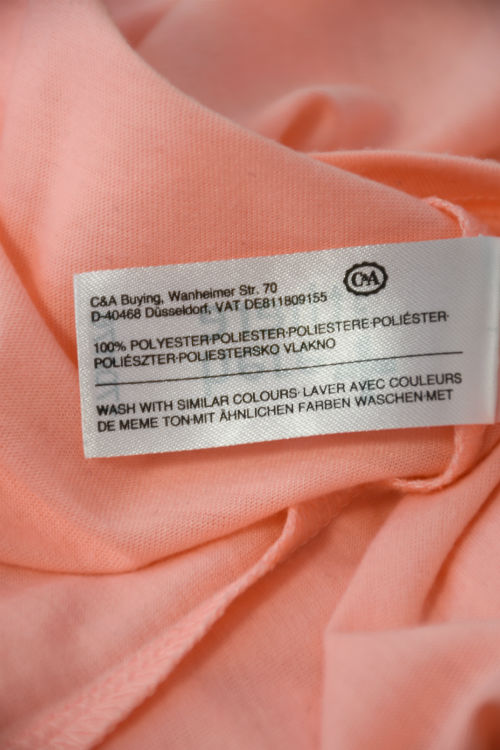 C&A
C&A Buying, Wanheimer Str. 70
D-40468 Düsseldorf, VAT DE811809155
100% POLYESTER·POLIESTER·POLIESTERE·POLIÉSTER·
POLIÉSZTER·POLIESTERSKO VLAKNO
WASH WITH SIMILAR COLOURS· LAVER AVEC COULEURS
DE MEME TON·MIT ÄHNLICHEN FARBEN WASCHEN·MET